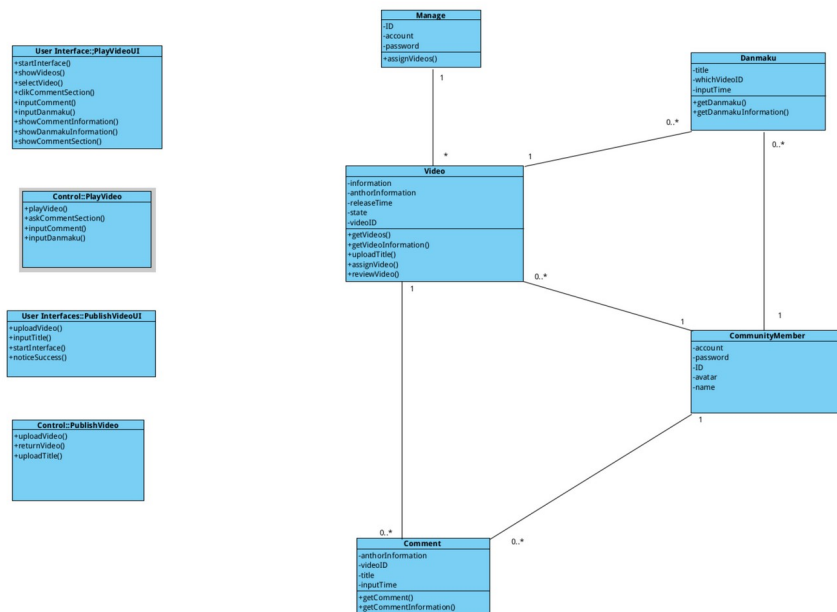 Manage
-ID
-account
-password
+assignVideos()
User Interface:;PlayVideoUI
+startInterface()
+showVideos()
+selectVideo()
+clikCommentSection()
+inputComment()
+inputDanmaku()
+showCommentInformation()
+showDanmakuInformation()
+showCommentSection()
Danmaku
-title
-whichVideoID
-inputTime
+getDanmaku()
+getDanmakuInformation()
1
*
1
0..*
0..*
1
Control::PlayVideo
+playVideo()
+askCommentSection()
+inputComment()
+inputDanmaku()
Video
-information
-anthorInformation
-releaseTime
-state
-videoID
+getVideos()
+getVideoInformation()
+uploadTitle()
+assignVideo()
+reviewVideo()
0..*
1
User Interfaces::PublishVideoUI
+uploadVideo()
+inputTitle()
+startInterface()
+noticeSuccess()
CommunityMember
-account
-password
-ID
-avatar
-name
Control::PublishVideo
+uploadVideo()
+returnVideo()
+uploadTitle()
1
0..*
1
0..*
Comment
-anthorInformation
-videoID
-title
-inputTime
+getComment()
+getCommentInformation()